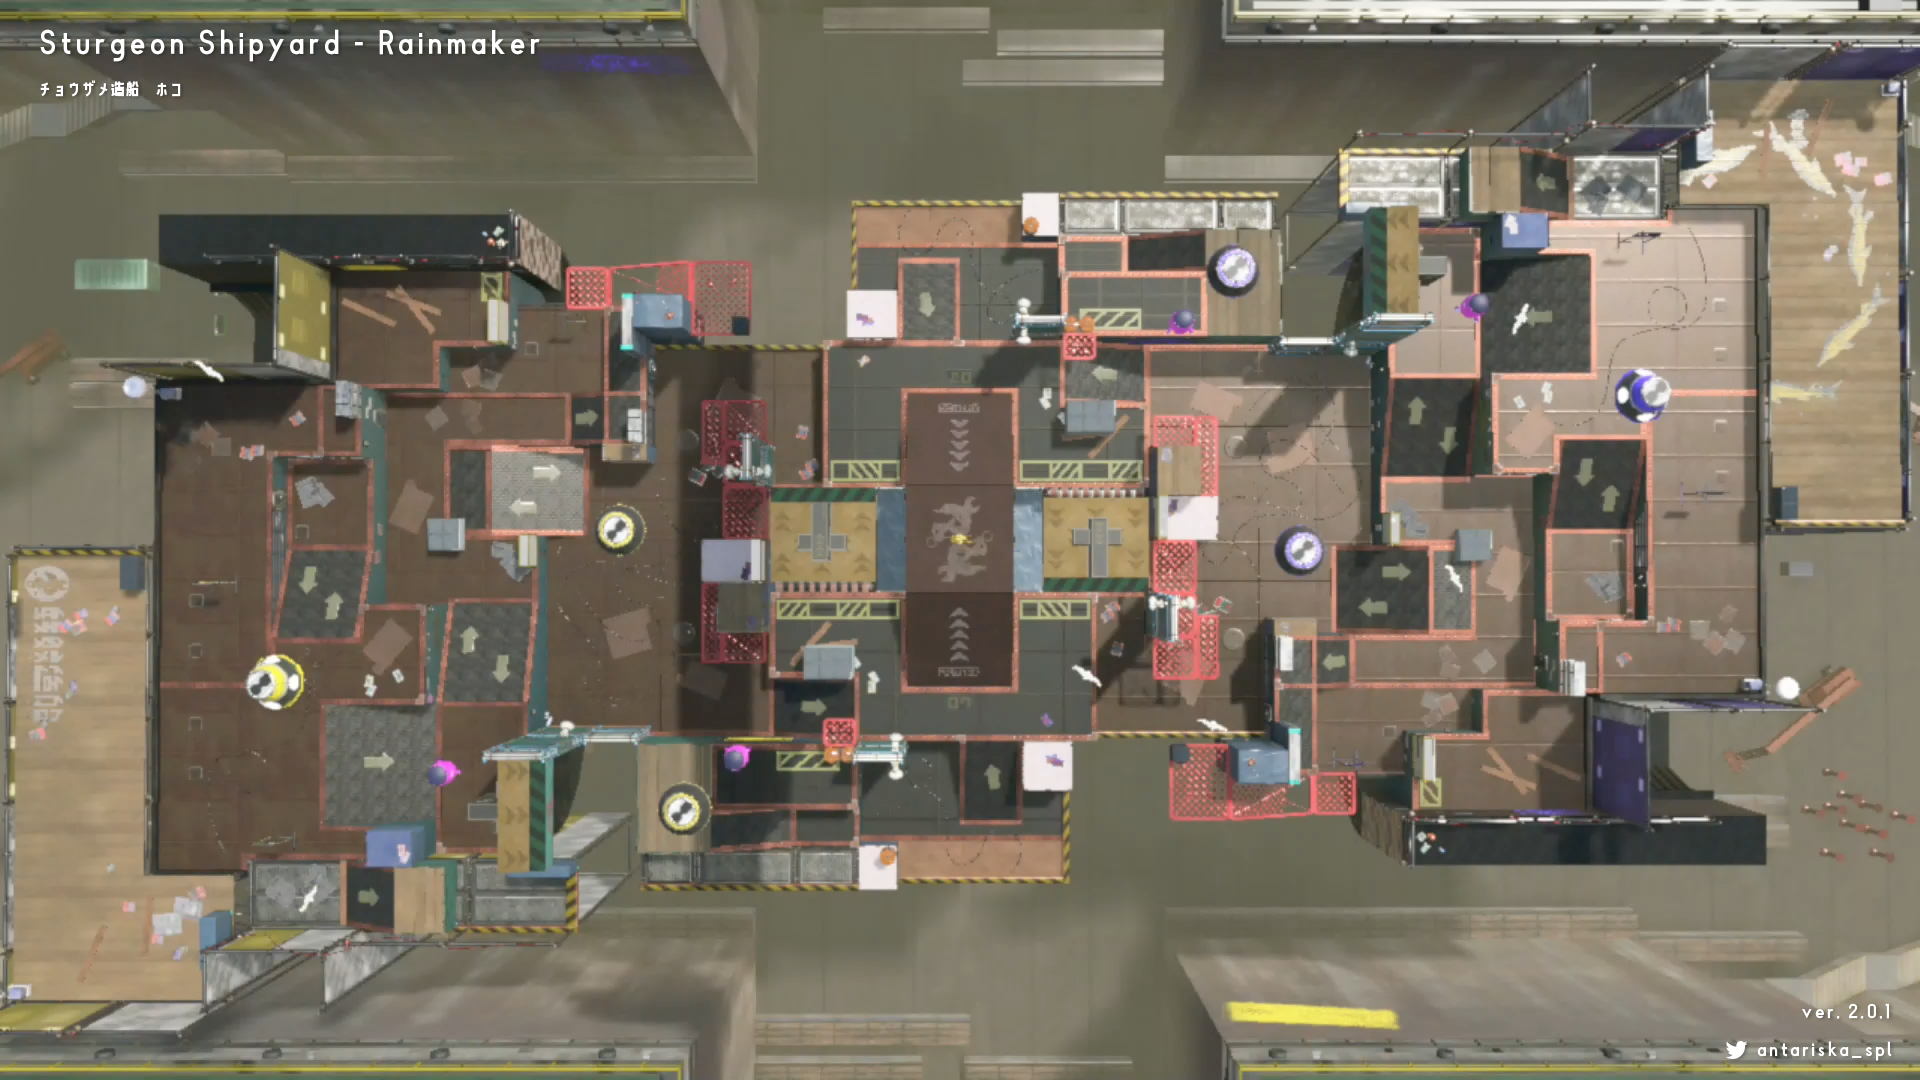 Sturgeon Shipyard - Rainmaker
チョウザメ造船　ホコ
ver. 2.0.1
antariska_spl